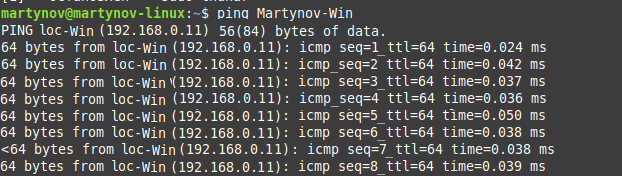 martynov@martynov-linux:~$ ping Martynov-Win
PING loc-Win (192.168.0.11) 56(84) bytes of data.
64 bytes from loc-Win (192.168.0.11): icmp seq=1_ttl=64 time=0.024 ms
64 bytes from loc-Win (192.168.0.11): icmp_seq=2 ttl=64 time=0.042 ms
64 bytes from loc-Win (192.168.0.11): icmp seq=3_ttl=64 time=0.037 ms
64 bytes from loc-Win (192.168.0.11): icmp_seq=4 ttl=64 time=0.036 ms
64 bytes from loc-Win (192.168.0.11): icmp seq=5_ttl=64 time=0.050 ms
64 bytes from loc-Win (192.168.0.11): icmp seq=6_ttl=64 time=0.038 ms
<64 bytes from loc-Win (192.168.0.11): icmp seq=7_ttl=64 time=0.038 ms
64 bytes from loc-Win (192.168.0.11): icmp seq=8_ttl=64 time=0.039 ms